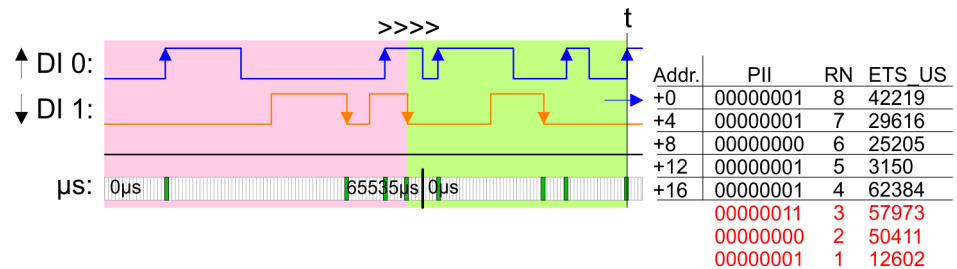 >>>> t
DI 0:
DI 1:
µs: 0µs 65535µs 0µs
Addr. PII RN ETS_US
+0 00000001 8 42219
+4 00000001 7 29616
+8 00000000 6 25205
+12 00000001 5 3150
+16 00000001 4 62384
00000011 3 57973
00000000 2 50411
00000001 1 12602